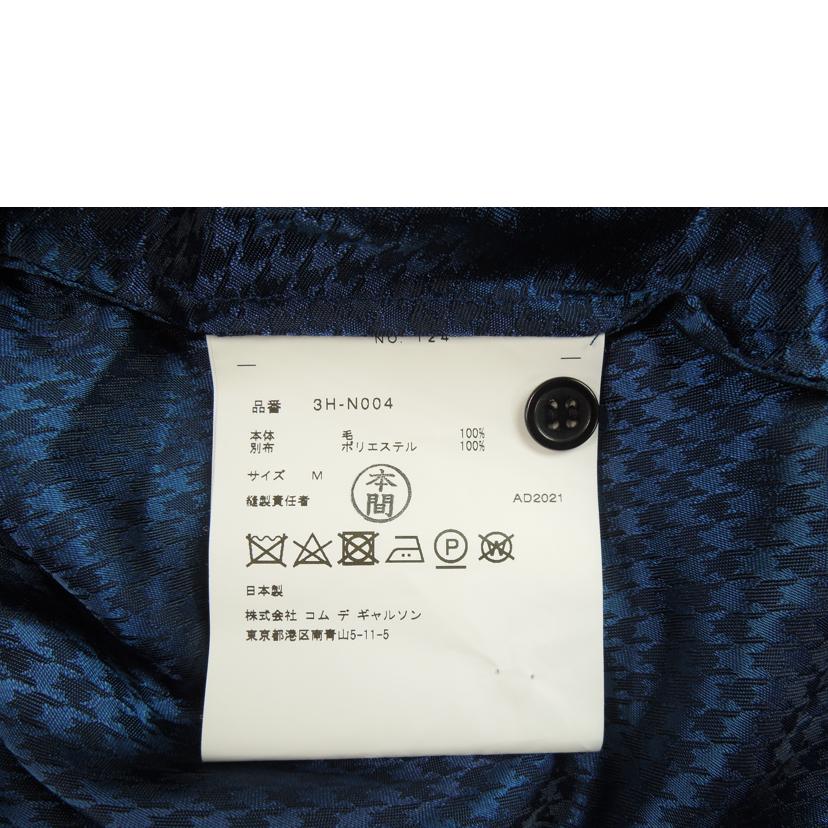 NO. 124
品番 3H-N004
本体 毛 100%
別布 ポリエステル 100%
サイズ M
本間
縫製責任者 AD2021
P W
日本製
株式会社 コム デ ギャルソン
東京都港区南青山5-11-5